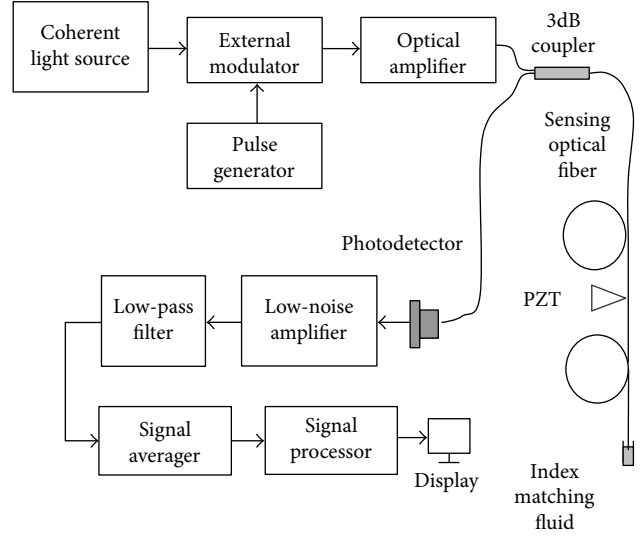 Coherent
light source
External
modulator
Optical
amplifier
3dB
coupler
Pulse
generator
Sensing
optical
fiber
Photodetector
PZT
Low-pass
filter
Low-noise
amplifier
Signal
averager
Signal
processor
Display
Index
matching
fluid